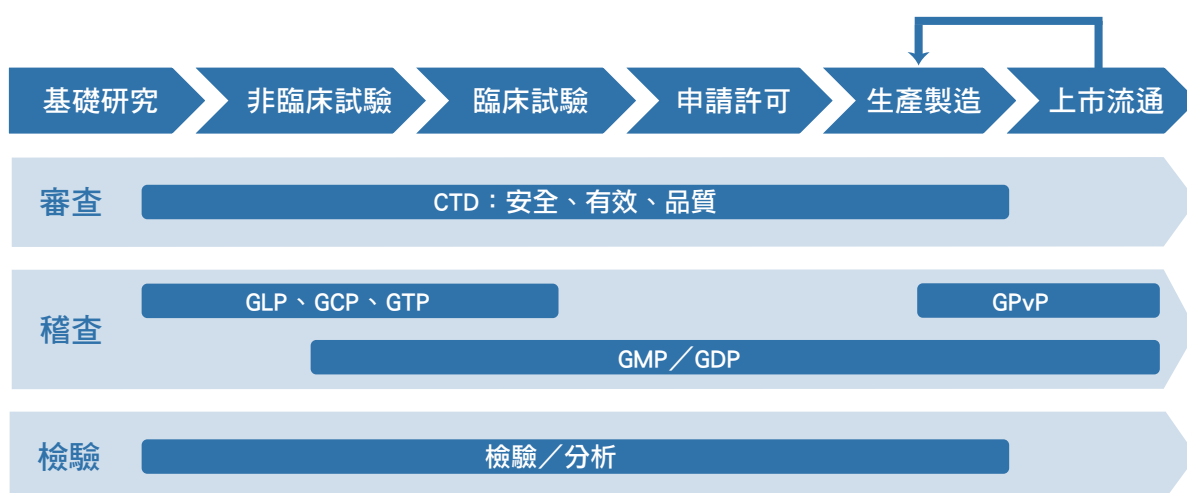 基礎研究
非臨床試驗
臨床試驗
申請許可
生產製造
上市流通
審查
CTD：安全、有效、品質
稽查
GLP、GCP、GTP
GPvP
GMP／GDP
檢驗
檢驗／分析